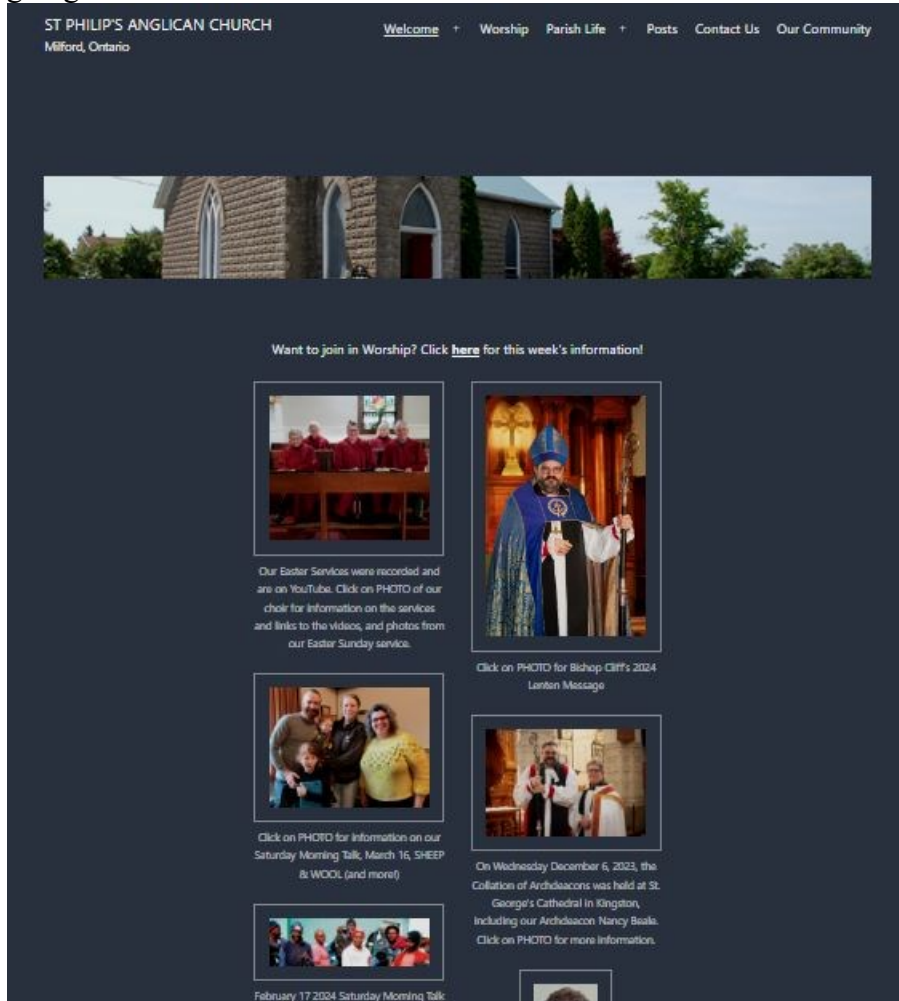 ST PHILIP'S ANGLICAN CHURCH
Milford, Ontario
Welcome + Worship Parish Life + Posts Contact Us Our Community
Want to join in Worship? Click here for this week's information!
Our Easter Services were recorded and
are on YouTube. Click on PHOTO of our
choir for information on the services
and links to the videos, and photos from
our Easter Sunday service.
Click on PHOTO for information on our
Saturday Morning Talk, March 16, SHEEP
& WOOL (and more!)
February 17 2024 Saturday Morning Talk
Click on PHOTO for Bishop Cliff's 2024
Lenten Message
On Wednesday December 6, 2023, the
Collation of Archdeacons was held at St.
George's Cathedral in Kingston,
including our Archdeacon Nancy Beale.
Click on PHOTO for more information.